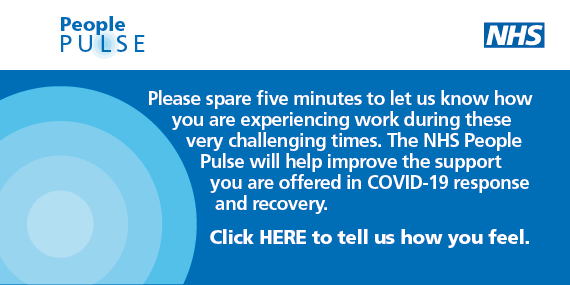 People
PULSE
NHS
Please spare five minutes to let us know how
you are experiencing work during these
very challenging times. The NHS People
Pulse will help improve the support
you are offered in COVID-19 response
and recovery.
Click HERE to tell us how you feel.